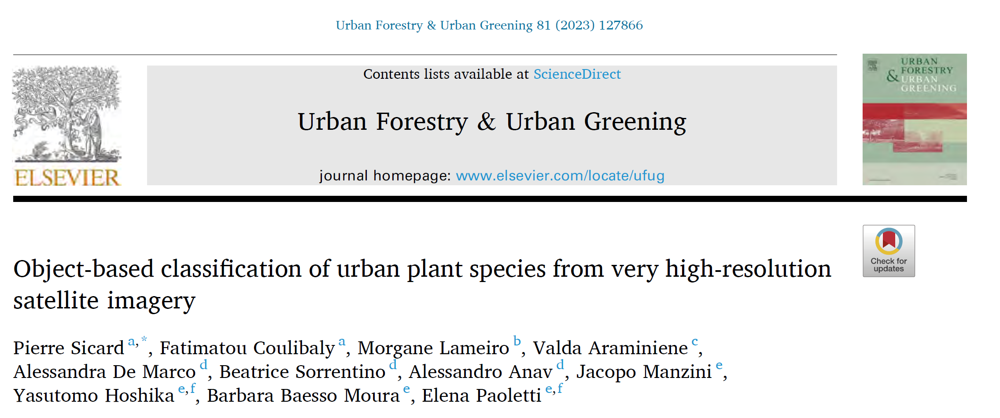 Urban Forestry & Urban Greening 81 (2023) 127866
ELSEVIER
Contents lists available at ScienceDirect
Urban Forestry & Urban Greening
journal homepage: www.elsevier.com/locate/ufug
URBAN
FORESTRY
& URBAN
GREENING
Check for
updates
Object-based classification of urban plant species from very high-resolution
satellite imagery
Pierre Sicard a,*, Fatimatou Coulibaly a, Morgane Lameiro b, Valda Araminiene c,
Alessandra De Marco d, Beatrice Sorrentino d, Alessandro Anav d, Jacopo Manzini e,
Yasutomo Hoshika e,f, Barbara Baesso Moura e, Elena Paoletti e,f